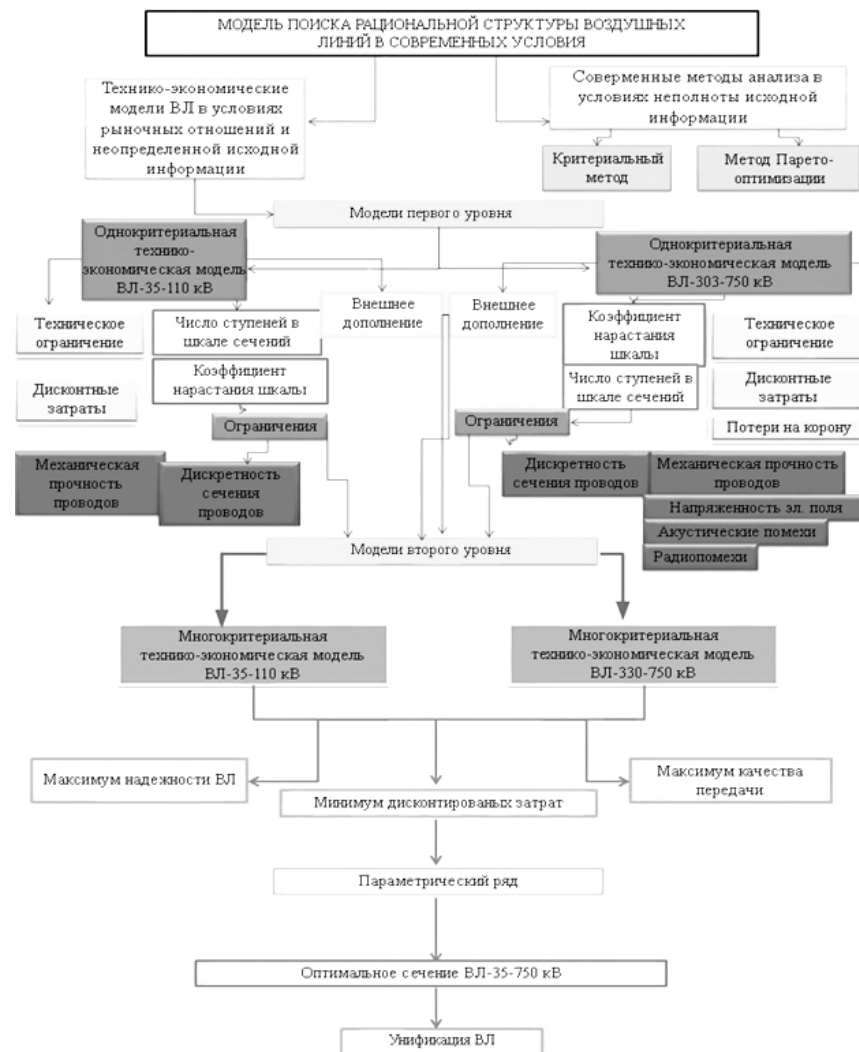 МОДЕЛЬ ПОИСКА РАЦИОНАЛЬНОЙ СТРУКТУРЫ ВОЗДУШНЫХ
ЛИНИЙ В СОВРЕМЕННЫХ УСЛОВИЯ
Технико-экономические
модели ВЛ в условиях
рыночных отношений и
неопределенной исходной
информации
Соверменные методы анализа в
условиях неполноты исходной
информации
Критериальный
метод
Метод Парето-
оптимизации
Модели первого уровня
Однокритериальная
технико-
экономическая модель
ВЛ-35-110 кВ
Однокритериальная
технико-экономическая модель
ВЛ-303-750 кВ
Техническое
ограничение
Число ступеней в
шкале сечений
Внешнее
дополнение
Внешнее
дополнение
Коэффициент
нарастания
шкалы
Техническое
ограничение
Дисконтные
затраты
Коэффициент
нарастания шкалы
Число ступеней в
шкале сечений
Дисконтные
затраты
Ограничения
Ограничения
Потери на корону
Механическая
прочность
проводов
Дискретность
сечения
проводов
Дискретность
сечения проводов
Механическая прочность
проводов
Напряженность эл. поля
Акустические помехи
Радиопомехи
Модели второго уровня
Многокритериальная
технико-экономическая модель
ВЛ-35-110 кВ
Многокритериальная
технико-экономическая модель
ВЛ-330-750 кВ
Максимум надежности ВЛ
Минимум дисконтированых затрат
Максимум качества
передачи
Параметрический ряд
Оптимальное сечение ВЛ-35-750 кВ
Унификация ВЛ